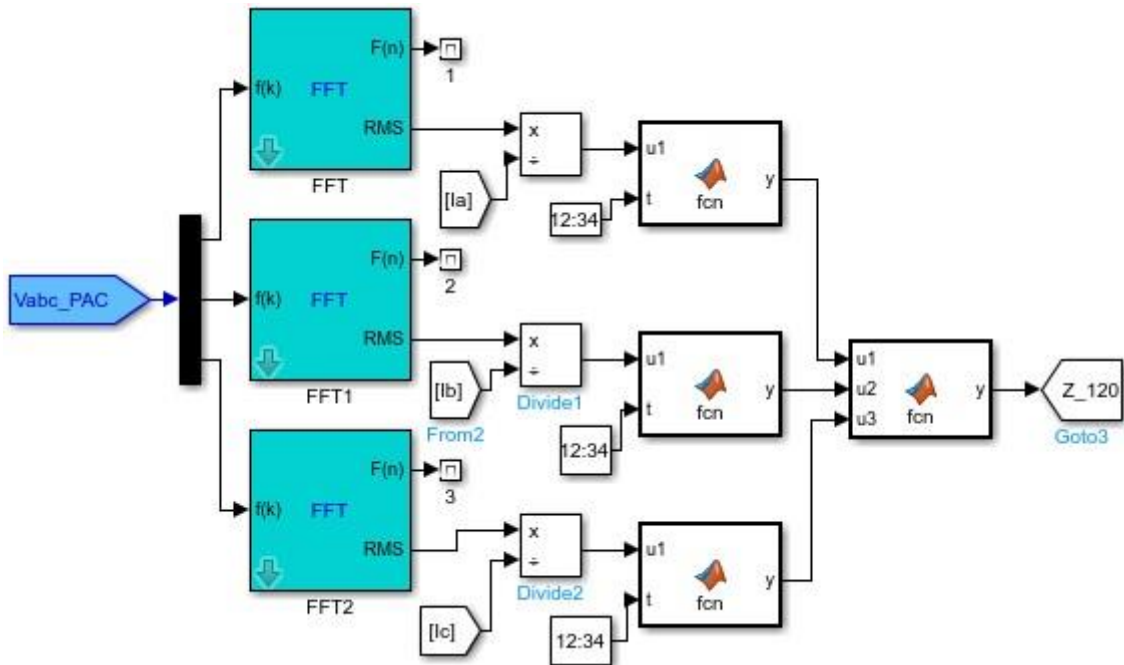 F(n)
1
f(k)
FFT
RMS
FFT
x
÷
[Ia]
u1
t
y
fcn
12:34
Vabc_PAC
F(n)
2
f(k)
FFT
RMS
FFT1
x
÷
[Ib]
From2
Divide1
u1
t
y
fcn
12:34
u1
u2
u3
y
fcn
Z_120
Goto3
F(n)
3
f(k)
FFT
RMS
FFT2
x
÷
[Ic]
Divide2
u1
t
y
fcn
12:34